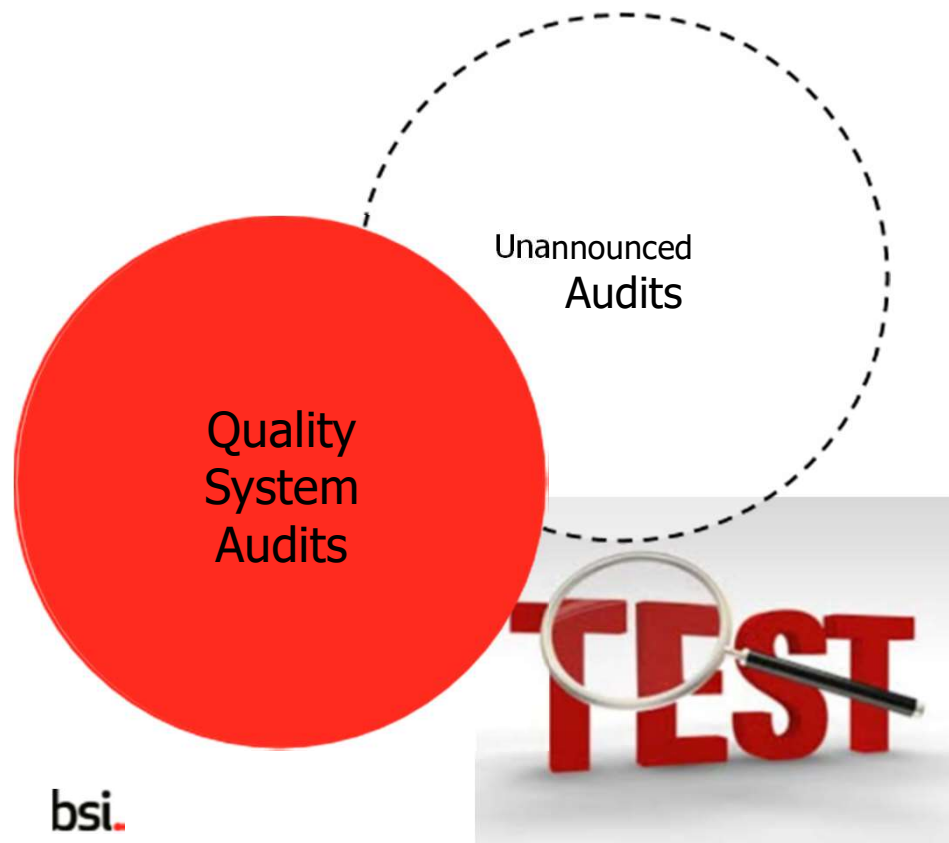 Unannounced
Audits
Quality
System
Audits
TEST
bsi.